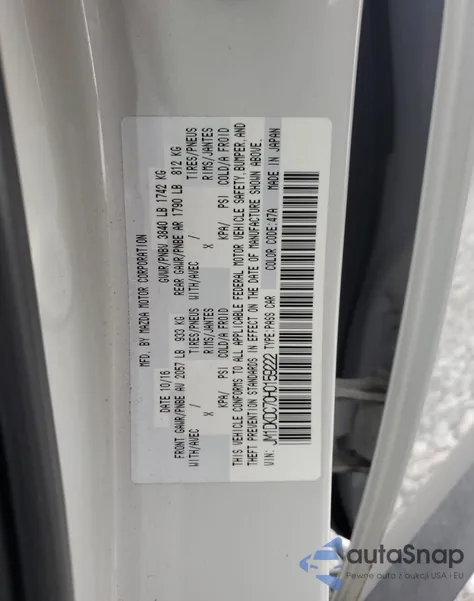 MFD. BY MAZDA MOTOR CORPORATION
DATE 10/16 GVWR/PNBV 3840 LB 1742 KG
FRONT GAWR/PNBE AV 2057 LB 933 KG REAR GAWR/PNBE AR 1790 LB 812 KG
WITH/AVEC / TIRES/PNEUS WITH/AVEC / TIRES/PNEUS
X RIMS/JANTES X RIMS/JANTES
KPA/ PSI COLD/A FROID KPA/ PSI COLD/A FROID
THIS VEHICLE CONFORMS TO ALL APPLICABLE FEDERAL MOTOR VEHICLE SAFETY,BUMPER,AND
THEFT PREVENTION STANDARDS IN EFFECT ON THE DATE OF MANUFACTURE SHOWN ABOVE.
VIN: TYPE:PASS CAR COLOR CODE:47A MADE IN JAPAN
autoSnap
Pewne auta z aukcji USA - EU